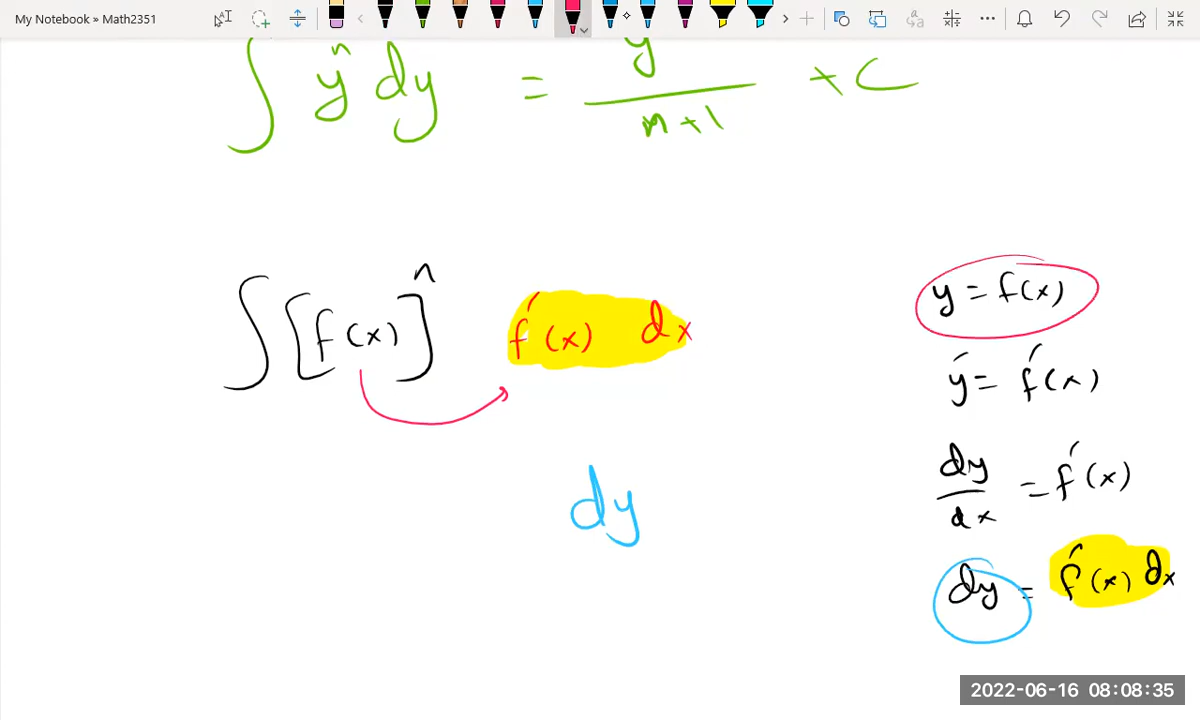 My Notebook » Math2351
∫ yⁿ dy = y / n+1 + C
∫ [f(x)]ⁿ f′(x) dx
dy
y = f(x)
y′ = f′(x)
dy/dx = f′(x)
dy = f′(x) dx
2022-06-16 08:08:35